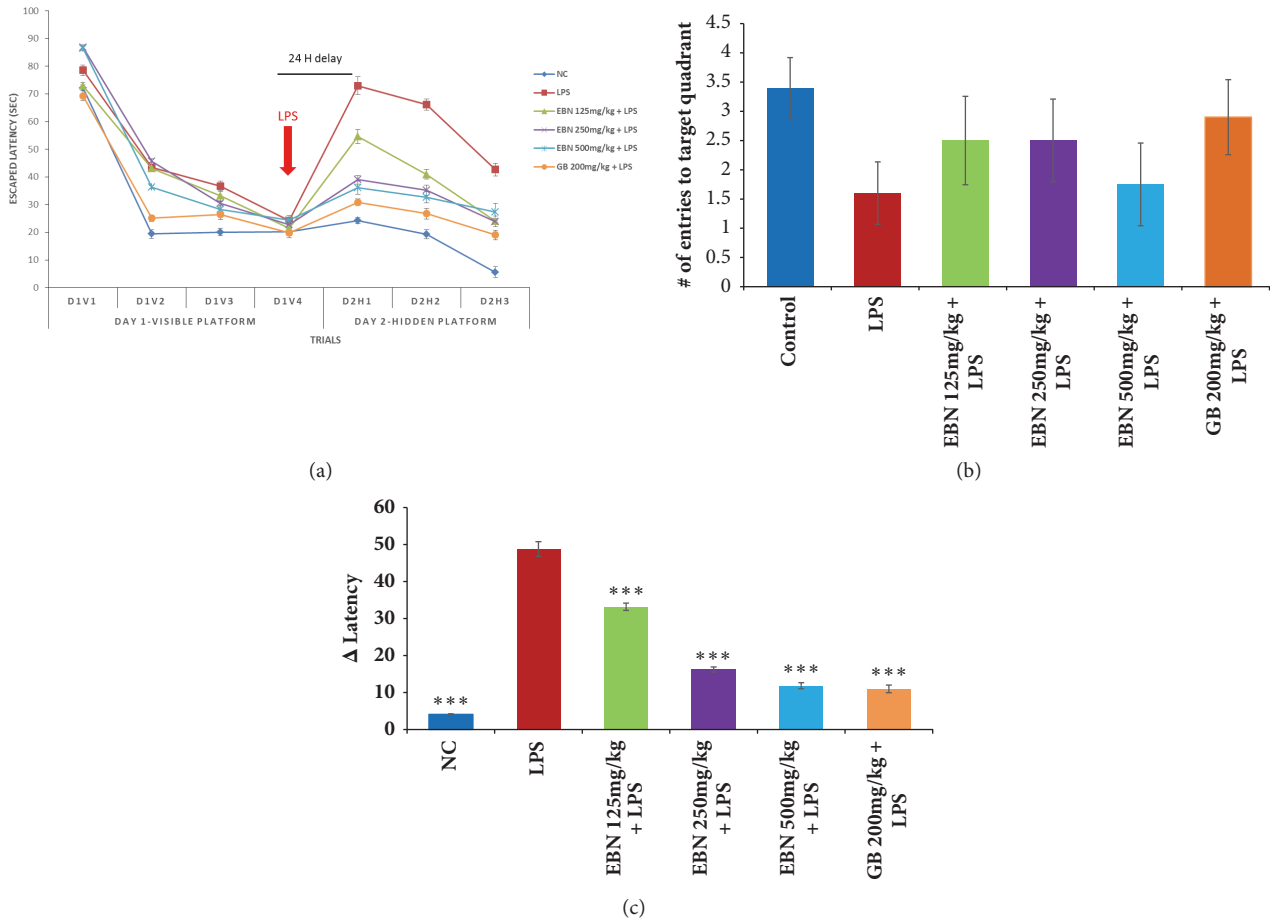 100
90
80
70
60
50
40
30
20
10
0
ESCAPED LATENCY (SEC)
24 H delay
LPS
D1V1 D1V2 D1V3 D1V4 D2H1 D2H2 D2H3
DAY 1-VISIBLE PLATFORM DAY 2-HIDDEN PLATFORM
TRIALS
NC
LPS
EBN 125mg/kg + LPS
EBN 250mg/kg + LPS
EBN 500mg/kg + LPS
GB 200mg/kg + LPS
(a)
4.5
4
3.5
3
2.5
2
1.5
1
0.5
0
# of entries to target quadrant
Control
LPS
EBN 125mg/kg +
LPS
EBN 250mg/kg +
LPS
EBN 500mg/kg +
LPS
GB 200mg/kg +
LPS
(b)
60
50
40
30
20
10
0
Δ Latency
***
***
***
***
***
NC
LPS
EBN 125mg/kg
+ LPS
EBN 250mg/kg
+ LPS
EBN 500mg/kg
+ LPS
GB 200mg/kg +
LPS
(c)